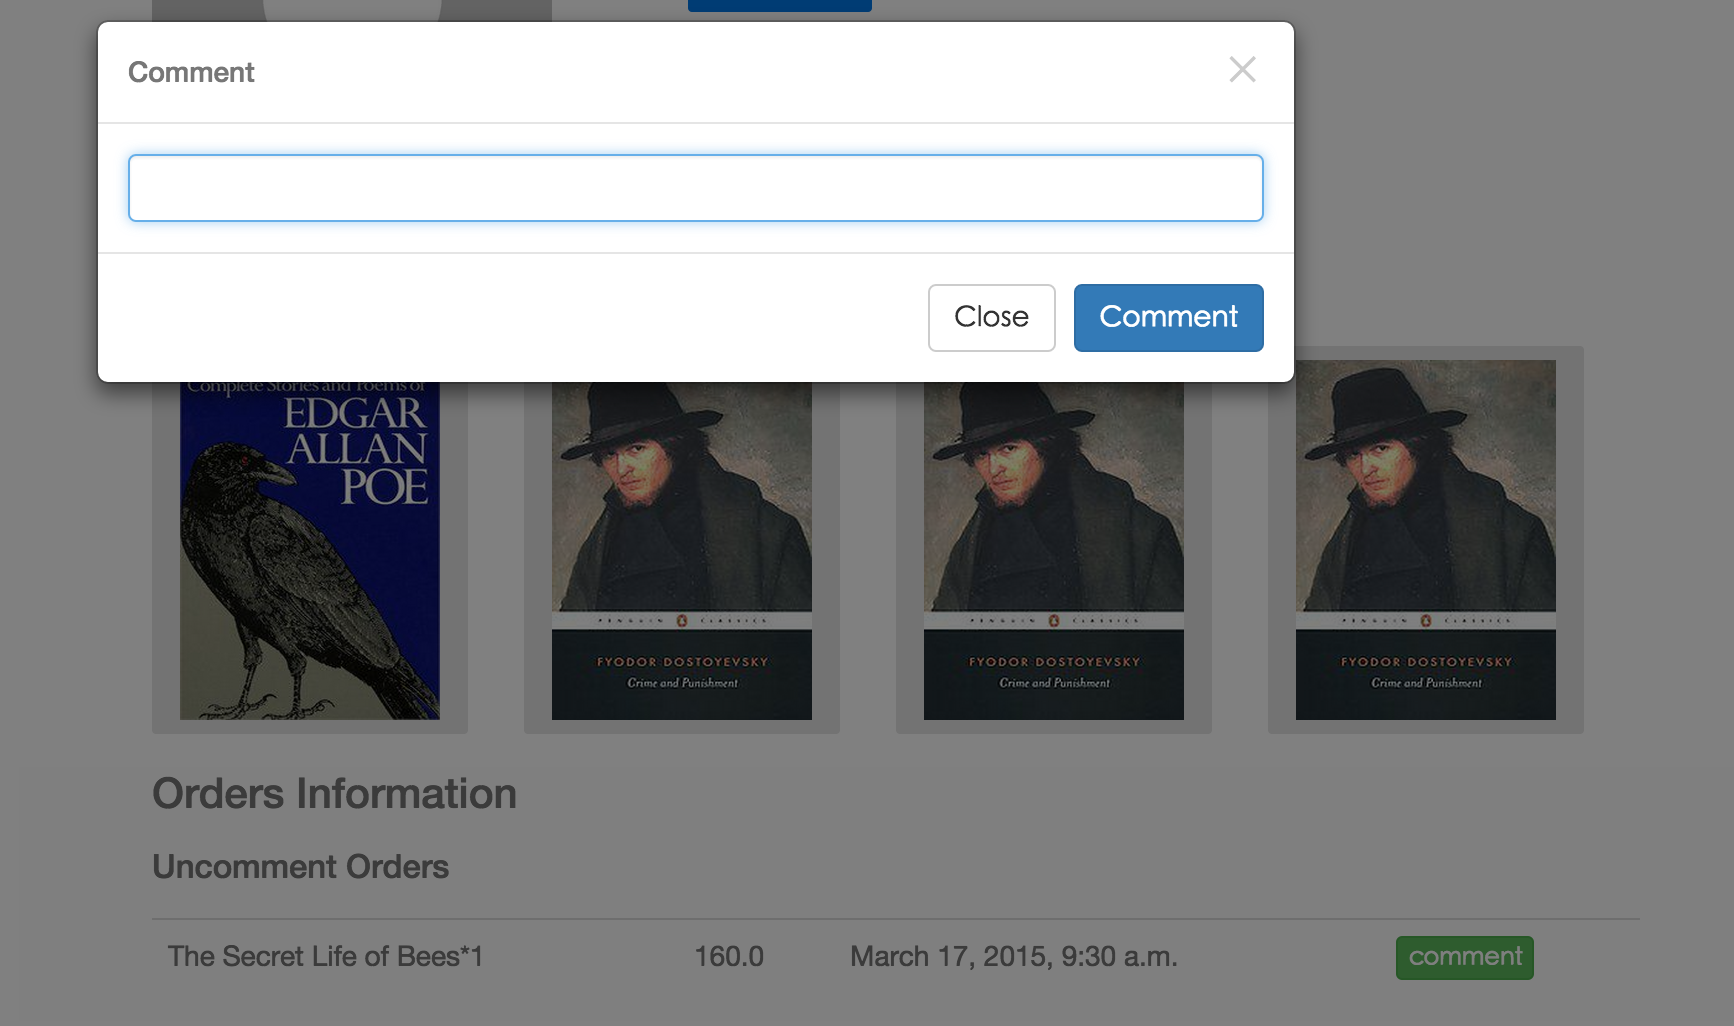 Comment
Close
Comment
Complete Stories and Poems of
EDGAR
ALLAN
POE
PENGUIN CLASSICS
FYODOR DOSTOYEVSKY
Crime and Punishment
PENGUIN CLASSICS
FYODOR DOSTOYEVSKY
Crime and Punishment
PENGUIN CLASSICS
FYODOR DOSTOYEVSKY
Crime and Punishment
Orders Information
Uncomment Orders
The Secret Life of Bees*1 160.0 March 17, 2015, 9:30 a.m. comment